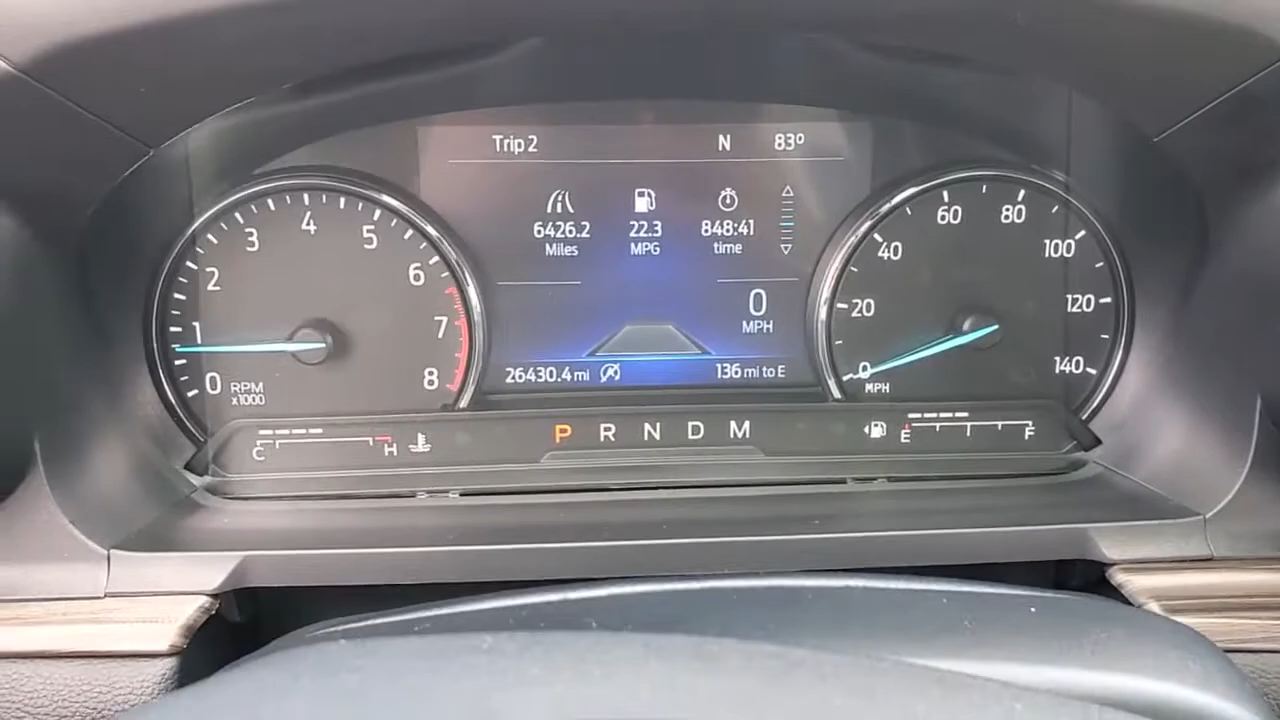 Trip 2 N 83°
6426.2 22.3 848:41
Miles MPG time
0
MPH
26430.4 mi 136 mi to E
0 1 2 3 4 5 6 7 8
RPM
x1000
0 20 40 60 80 100 120 140
MPH
C H
P R N D M
E F